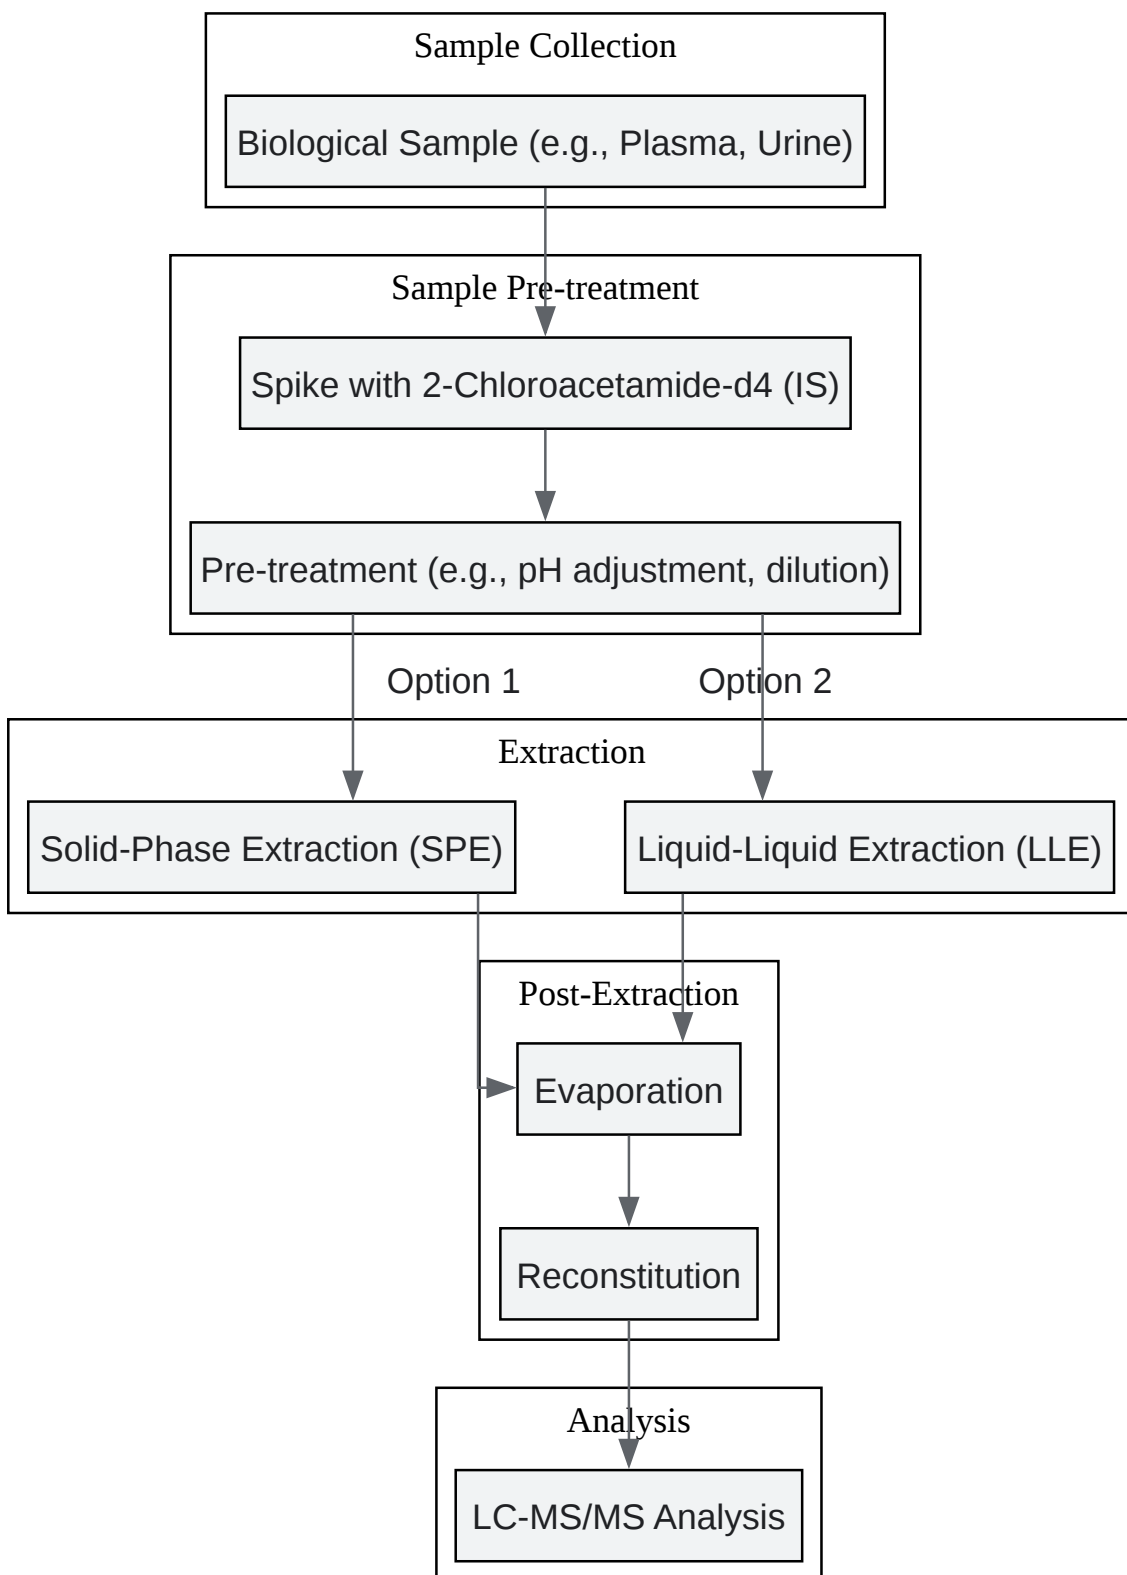 Sample Collection
Biological Sample (e.g., Plasma, Urine)
Sample Pre-treatment
Spike with 2-Chloroacetamide-d4 (IS)
Pre-treatment (e.g., pH adjustment, dilution)
Option 1
Option 2
Extraction
Solid-Phase Extraction (SPE)
Liquid-Liquid Extraction (LLE)
Post-Extraction
Evaporation
Reconstitution
Analysis
LC-MS/MS Analysis